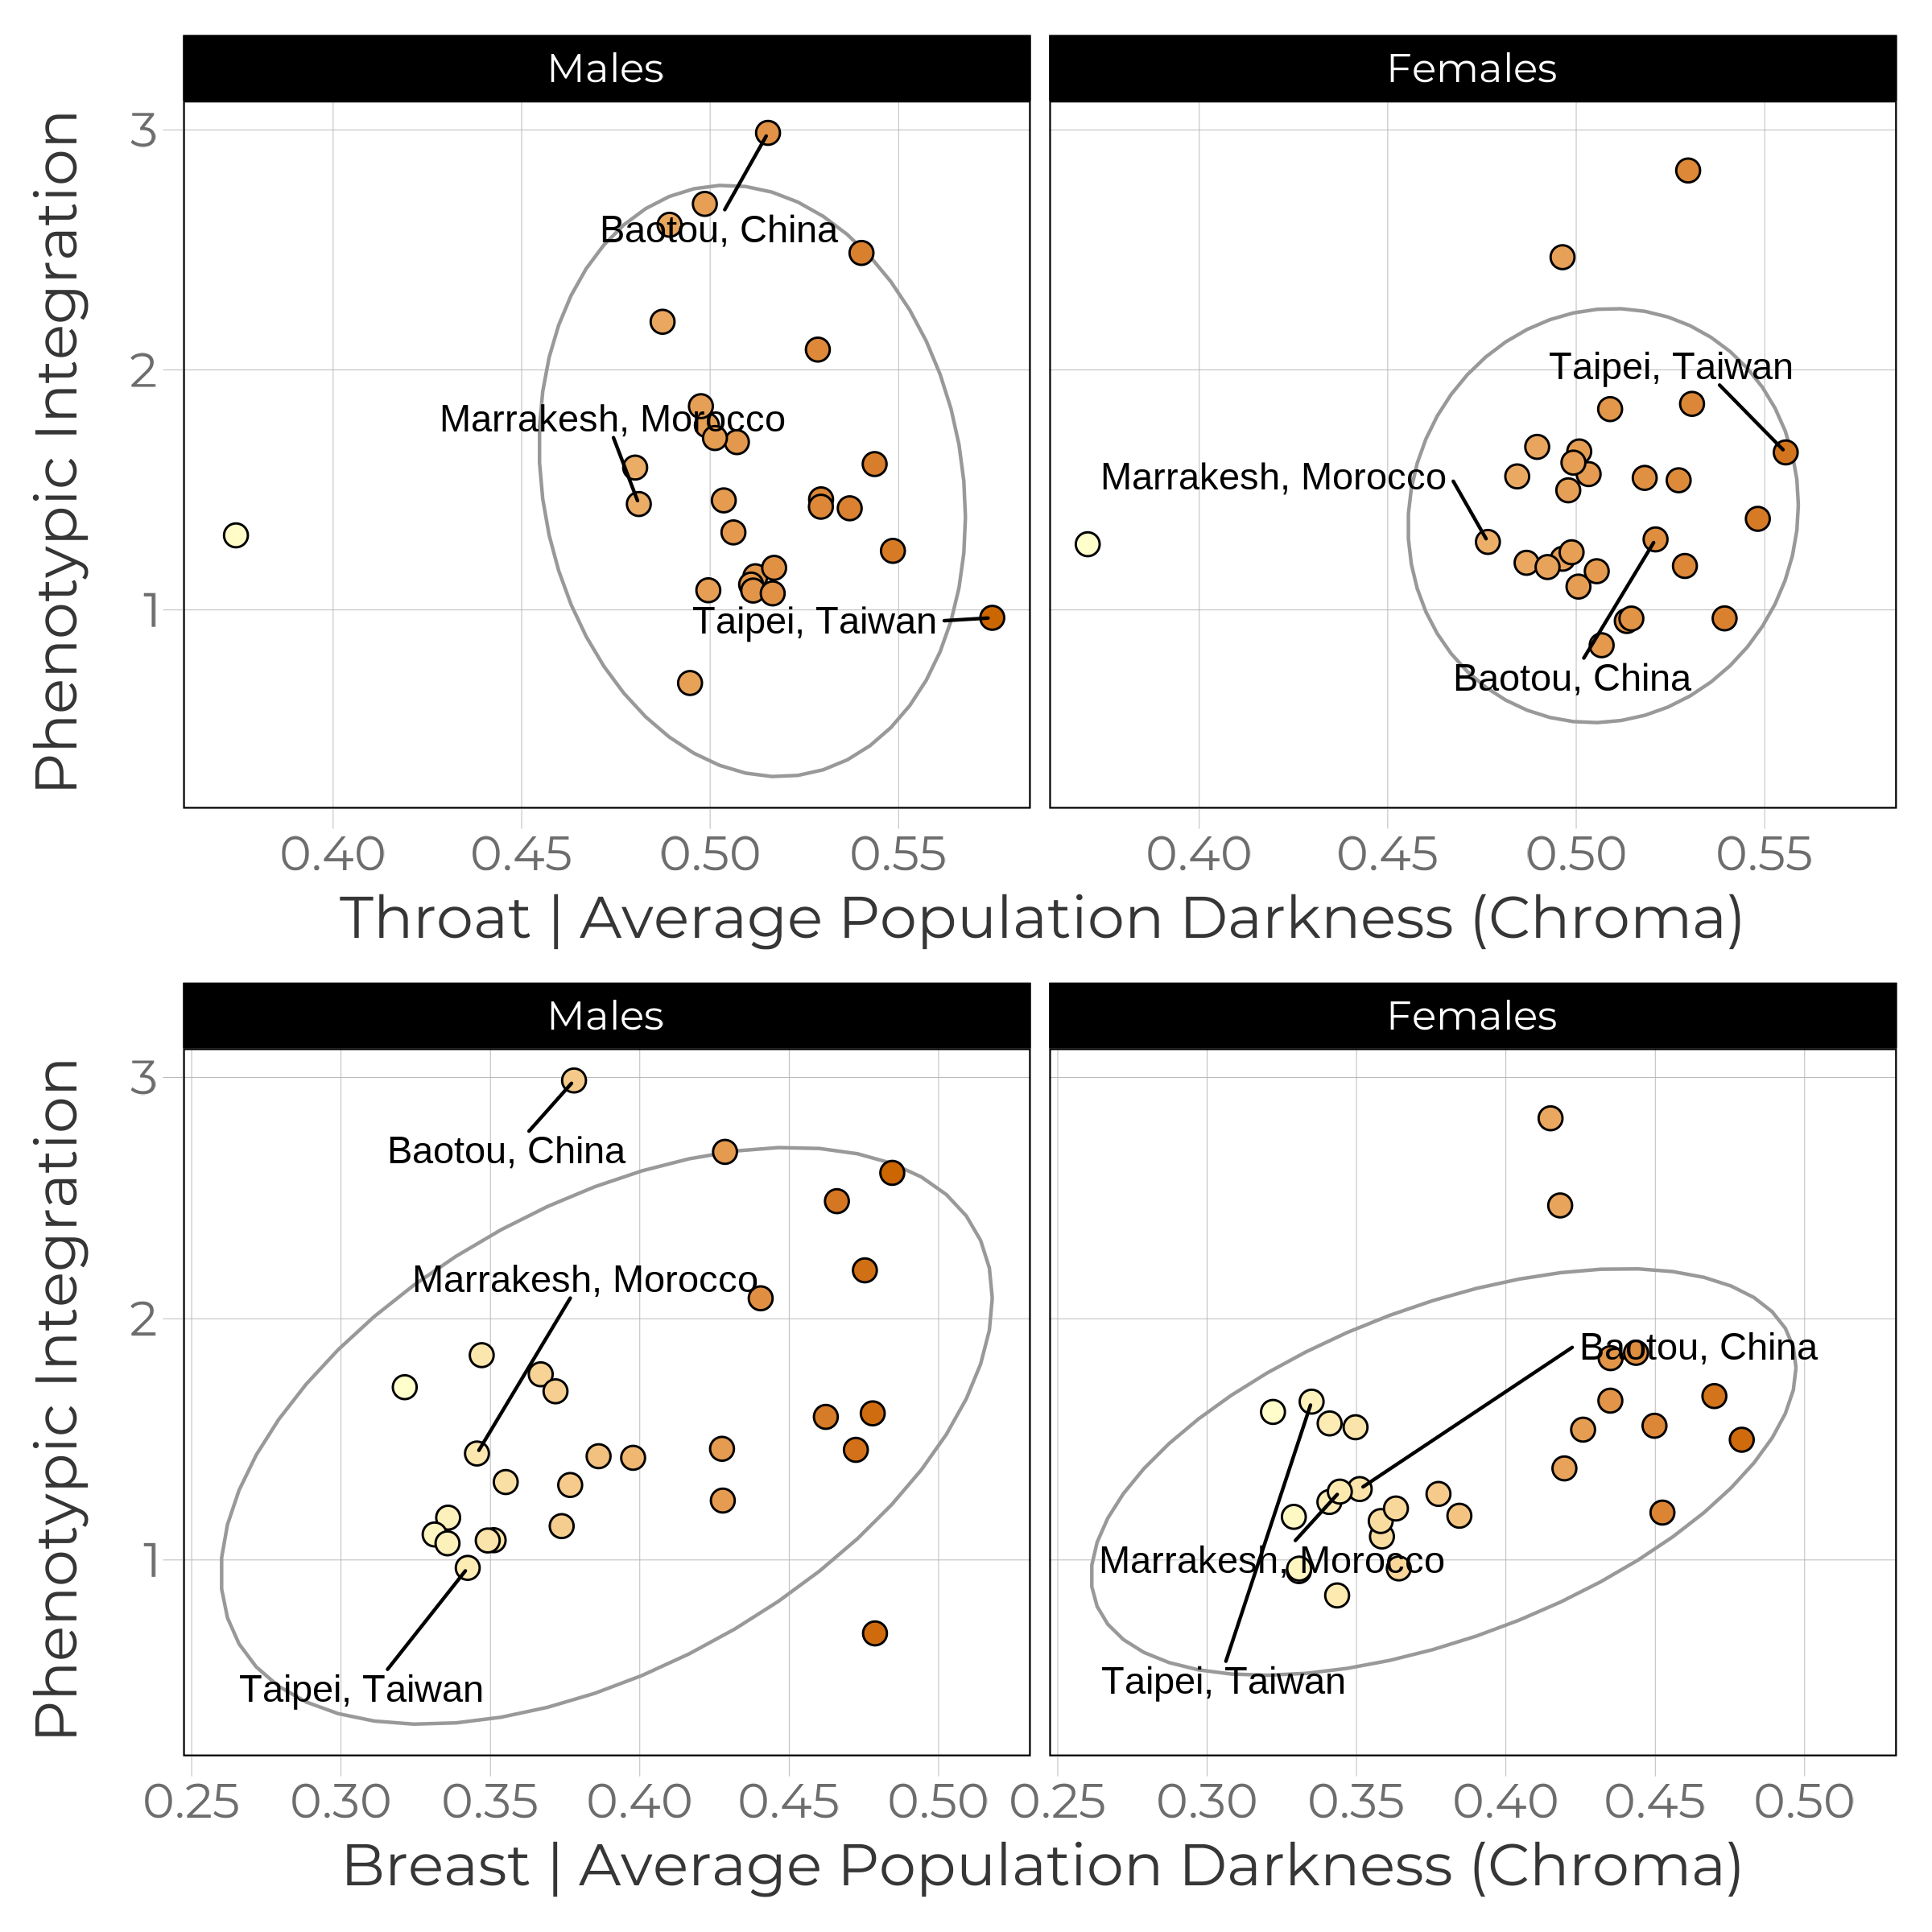 Males
Females
Phenotypic Integration
3
2
1
Baotou, China
Marrakesh, Morocco
Taipei, Taiwan
Taipei, Taiwan
Marrakesh, Morocco
Baotou, China
0.40 0.45 0.50 0.55
0.40 0.45 0.50 0.55
Throat | Average Population Darkness (Chroma)
Males
Females
Phenotypic Integration
3
2
1
Baotou, China
Marrakesh, Morocco
Taipei, Taiwan
Baotou, China
Marrakesh, Morocco
Taipei, Taiwan
0.25 0.30 0.35 0.40 0.45 0.50
0.25 0.30 0.35 0.40 0.45 0.50
Breast | Average Population Darkness (Chroma)